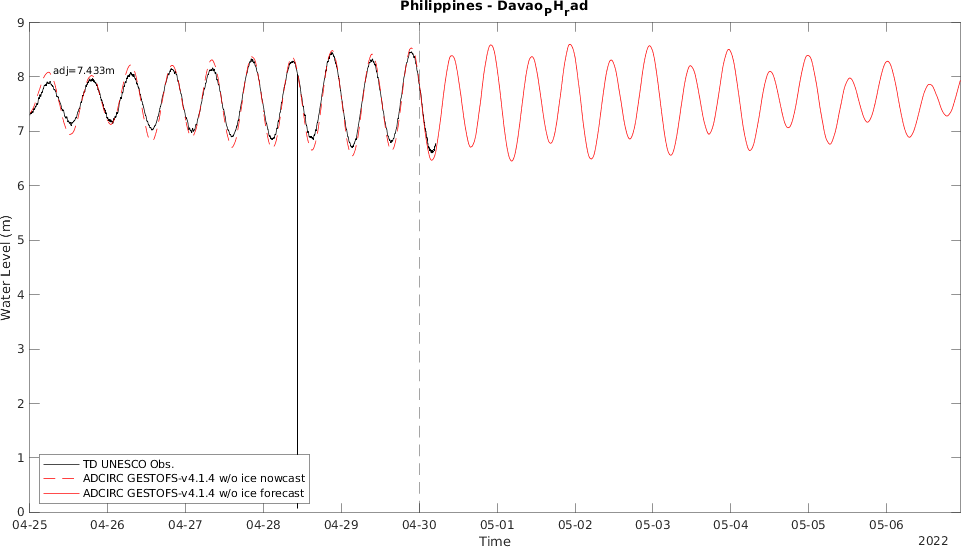 Philippines - Davao_PH_rad
9
8
7
6
5
4
3
2
1
0
adj=7.433m
Water Level (m)
TD UNESCO Obs.
ADCIRC GESTOFS-v4.1.4 w/o ice nowcast
ADCIRC GESTOFS-v4.1.4 w/o ice forecast
04-25 04-26 04-27 04-28 04-29 04-30 05-01 05-02 05-03 05-04 05-05 05-06
Time
2022